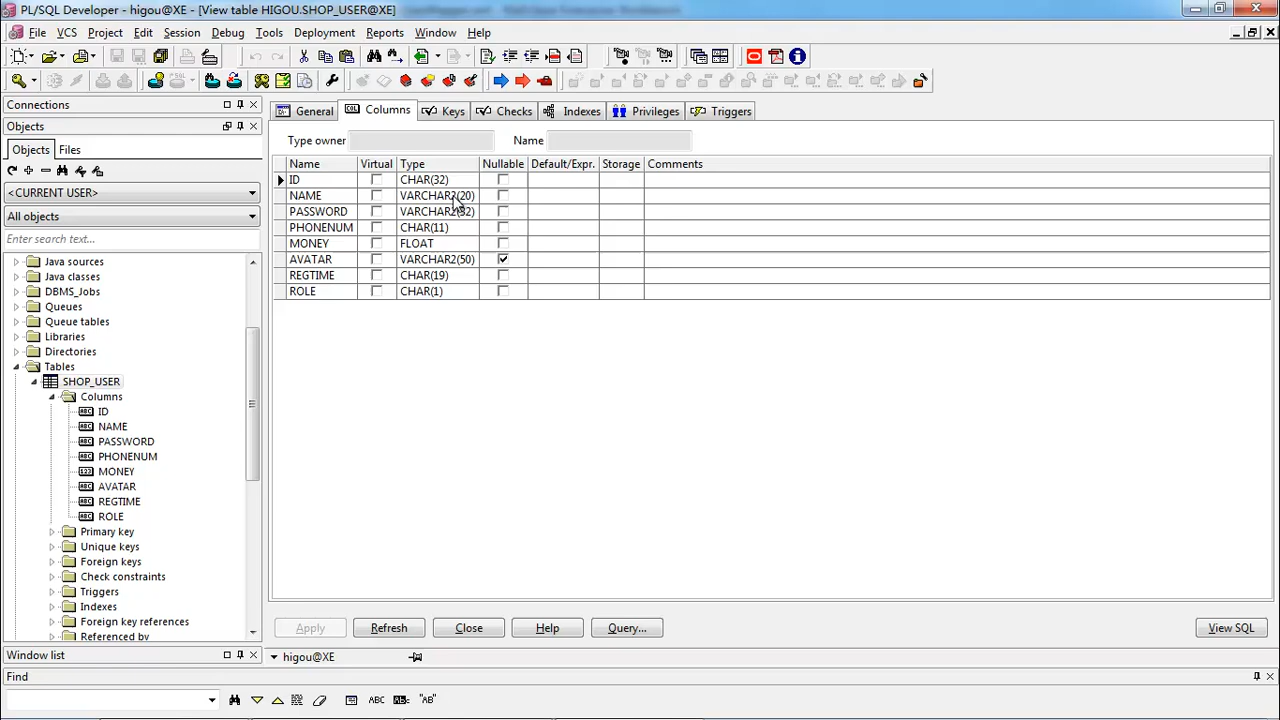 PL/SQL Developer - higou@XE - [View table HIGOU.SHOP_USER@XE]
File VCS Project Edit Session Debug Tools Deployment Reports Window Help
Connections
Objects
Objects Files
<CURRENT USER>
All objects
Enter search text...
Java sources
Java classes
DBMS_Jobs
Queues
Queue tables
Libraries
Directories
Tables
SHOP_USER
Columns
ID
NAME
PASSWORD
PHONENUM
MONEY
AVATAR
REGTIME
ROLE
Primary key
Unique keys
Foreign keys
Check constraints
Triggers
Indexes
Foreign key references
Referenced by
General Columns Keys Checks Indexes Privileges Triggers
Type owner Name
Name Virtual Type Nullable Default/Expr. Storage Comments
ID CHAR(32)
NAME VARCHAR2(20)
PASSWORD VARCHAR2(32)
PHONENUM CHAR(11)
MONEY FLOAT
AVATAR VARCHAR2(50)
REGTIME CHAR(19)
ROLE CHAR(1)
Apply Refresh Close Help Query... View SQL
Window list
higou@XE
Find
ABC "AB"